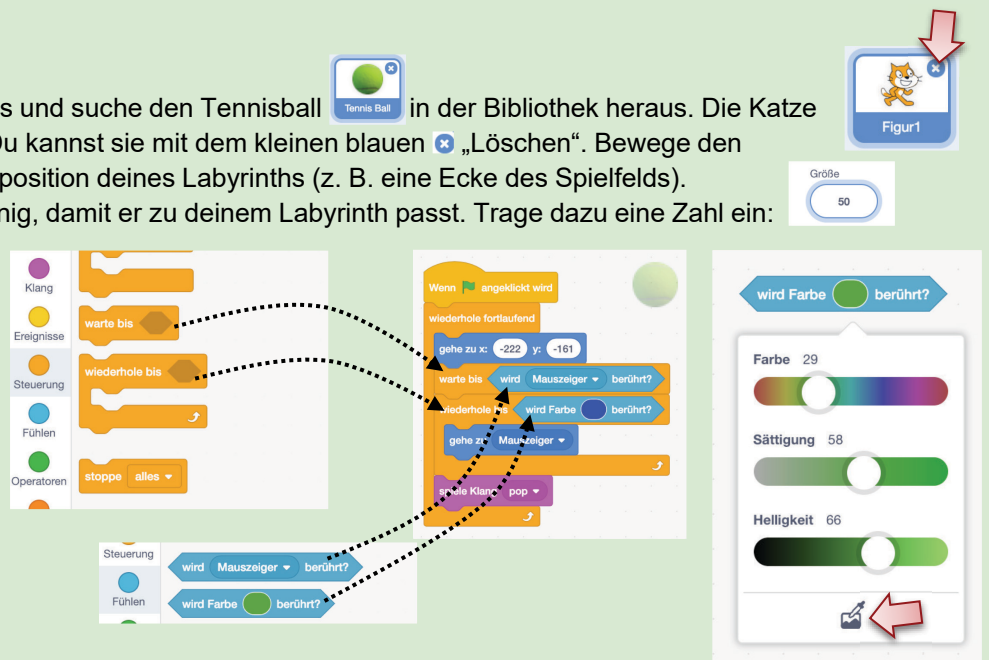 s und suche den Tennisball Tennis Ball in der Bibliothek heraus. Die Katze
Figur1
Du kannst sie mit dem kleinen blauen „Löschen“. Bewege den
position deines Labyrinths (z. B. eine Ecke des Spielfelds).
nig, damit er zu deinem Labyrinth passt. Trage dazu eine Zahl ein:
Größe
50
Klang
Ereignisse
Steuerung
Fühlen
Operatoren
warte bis
wiederhole bis
stoppe alles
Wenn angeklickt wird
wiederhole fortlaufend
gehe zu x: -222 y: -161
warte bis wird Mauszeiger berührt?
wiederhole bis wird Farbe berührt?
gehe zu Mauszeiger
spiele Klang pop
Steuerung
Fühlen
wird Mauszeiger berührt?
wird Farbe berührt?
wird Farbe berührt?
Farbe 29
Sättigung 58
Helligkeit 66